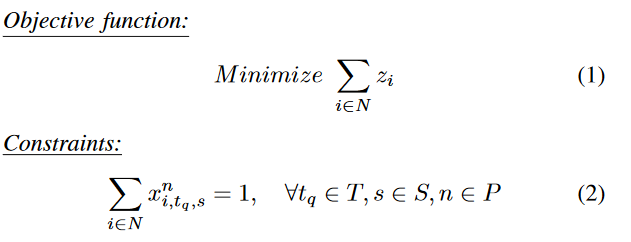 Objective function:
Minimize ∑_{i∈N} z_i (1)
Constraints:
∑_{i∈N} x^n_{i,t_q,s} = 1, ∀t_q ∈ T, s ∈ S, n ∈ P (2)